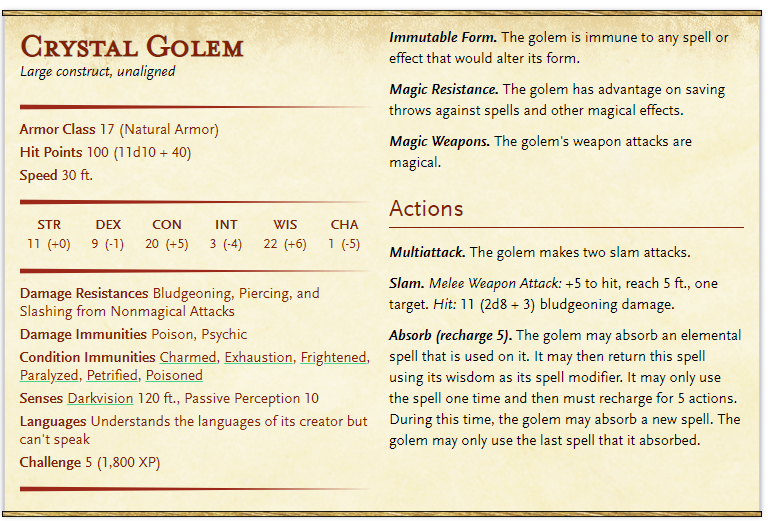 Crystal Golem
Large construct, unaligned
Armor Class 17 (Natural Armor)
Hit Points 100 (11d10 + 40)
Speed 30 ft.
STR DEX CON INT WIS CHA
11 (+0) 9 (-1) 20 (+5) 3 (-4) 22 (+6) 1 (-5)
Damage Resistances Bludgeoning, Piercing, and
Slashing from Nonmagical Attacks
Damage Immunities Poison, Psychic
Condition Immunities Charmed, Exhaustion, Frightened,
Paralyzed, Petrified, Poisoned
Senses Darkvision 120 ft., Passive Perception 10
Languages Understands the languages of its creator but
can't speak
Challenge 5 (1,800 XP)
Immutable Form. The golem is immune to any spell or
effect that would alter its form.
Magic Resistance. The golem has advantage on saving
throws against spells and other magical effects.
Magic Weapons. The golem's weapon attacks are
magical.
Actions
Multiattack. The golem makes two slam attacks.
Slam. Melee Weapon Attack: +5 to hit, reach 5 ft., one
target. Hit: 11 (2d8 + 3) bludgeoning damage.
Absorb (recharge 5). The golem may absorb an elemental
spell that is used on it. It may then return this spell
using its wisdom as its spell modifier. It may only use
the spell one time and then must recharge for 5 actions.
During this time, the golem may absorb a new spell. The
golem may only use the last spell that it absorbed.